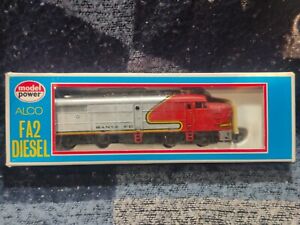 model
power
ALCO
FA2
DIESEL
SANTA FE